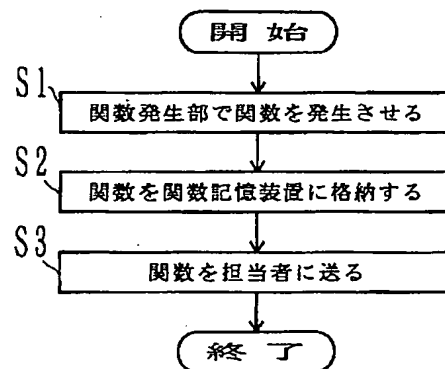 開始
S1
関数発生部で関数を発生させる
S2
関数を関数記憶装置に格納する
S3
関数を担当者に送る
終了